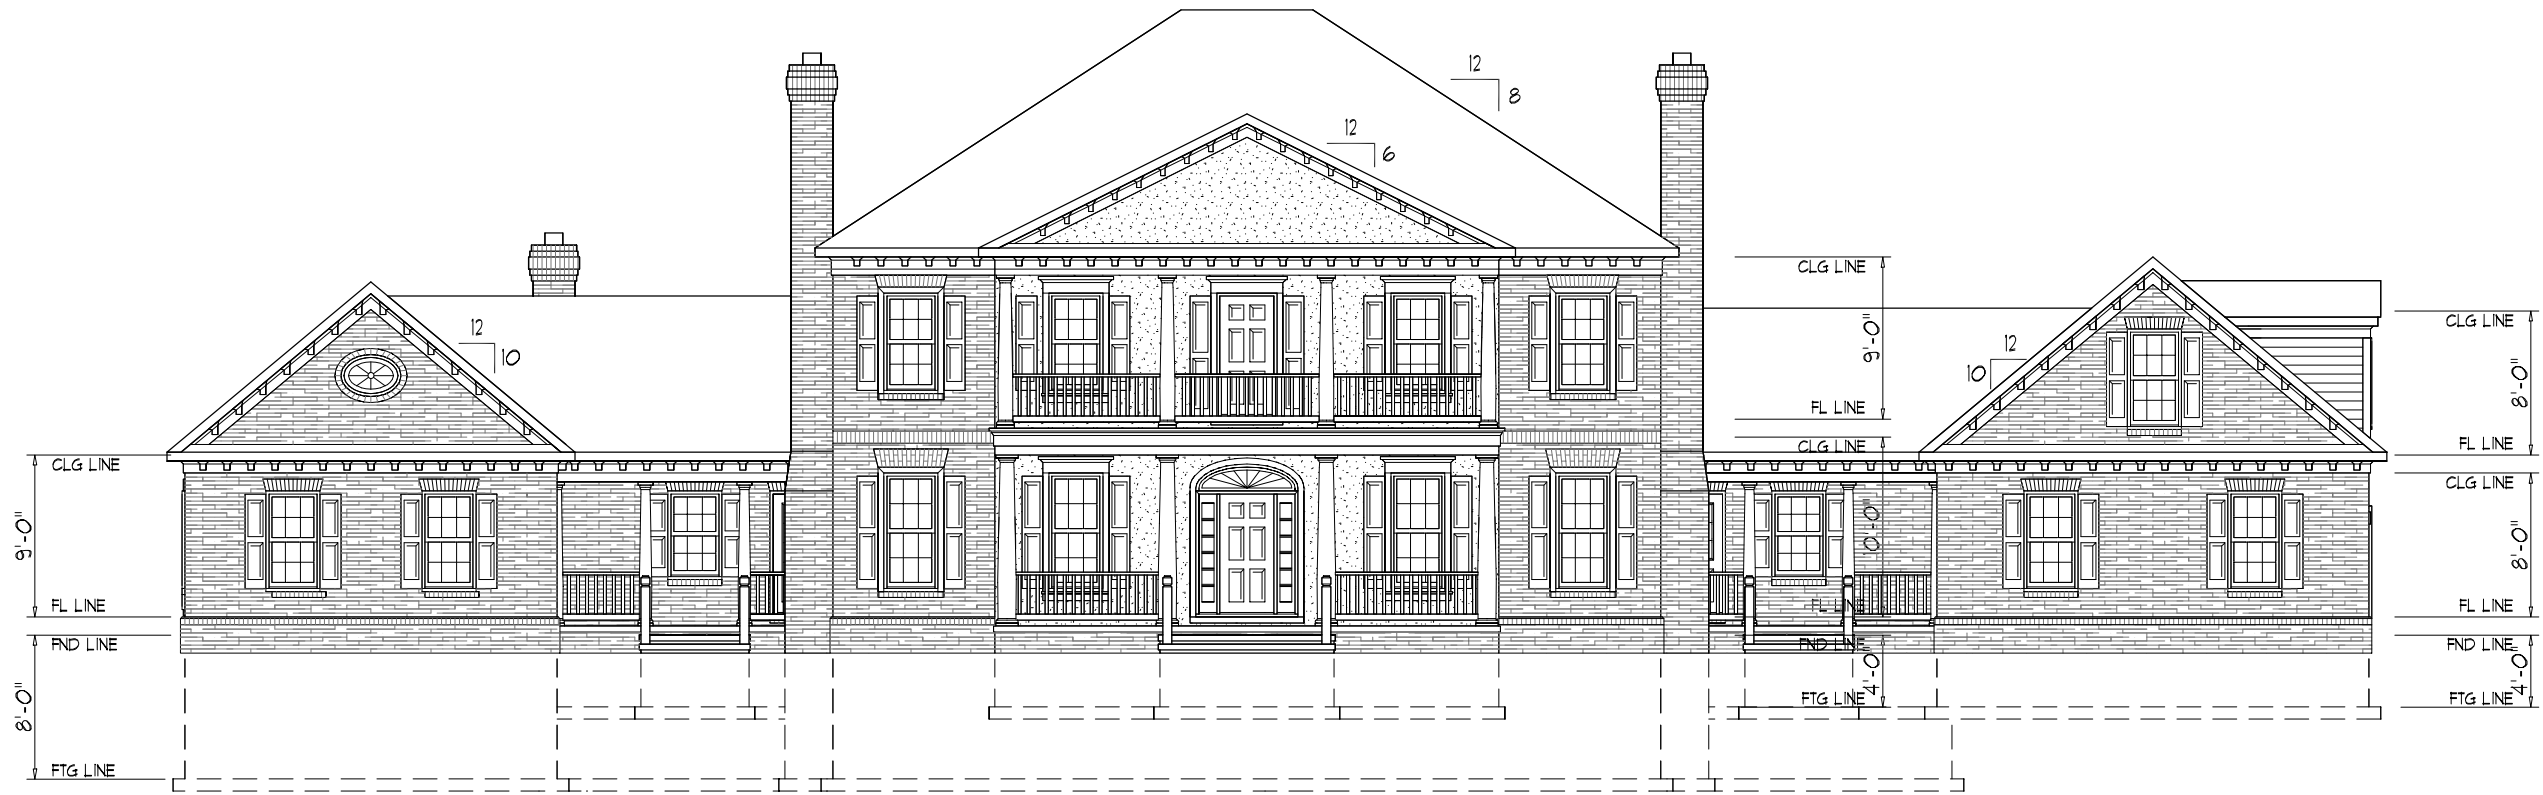 12
8
12
6
12
10
12
10
CLG LINE
9'-0"
FL LINE
FND LINE
8'-0"
FTG LINE
CLG LINE
9'-0"
FL LINE
CLG LINE
10'-0"
FL LINE
FND LINE
4'-0"
FTG LINE
CLG LINE
8'-0"
FL LINE
CLG LINE
8'-0"
FL LINE
FND LINE
4'-0"
FTG LINE